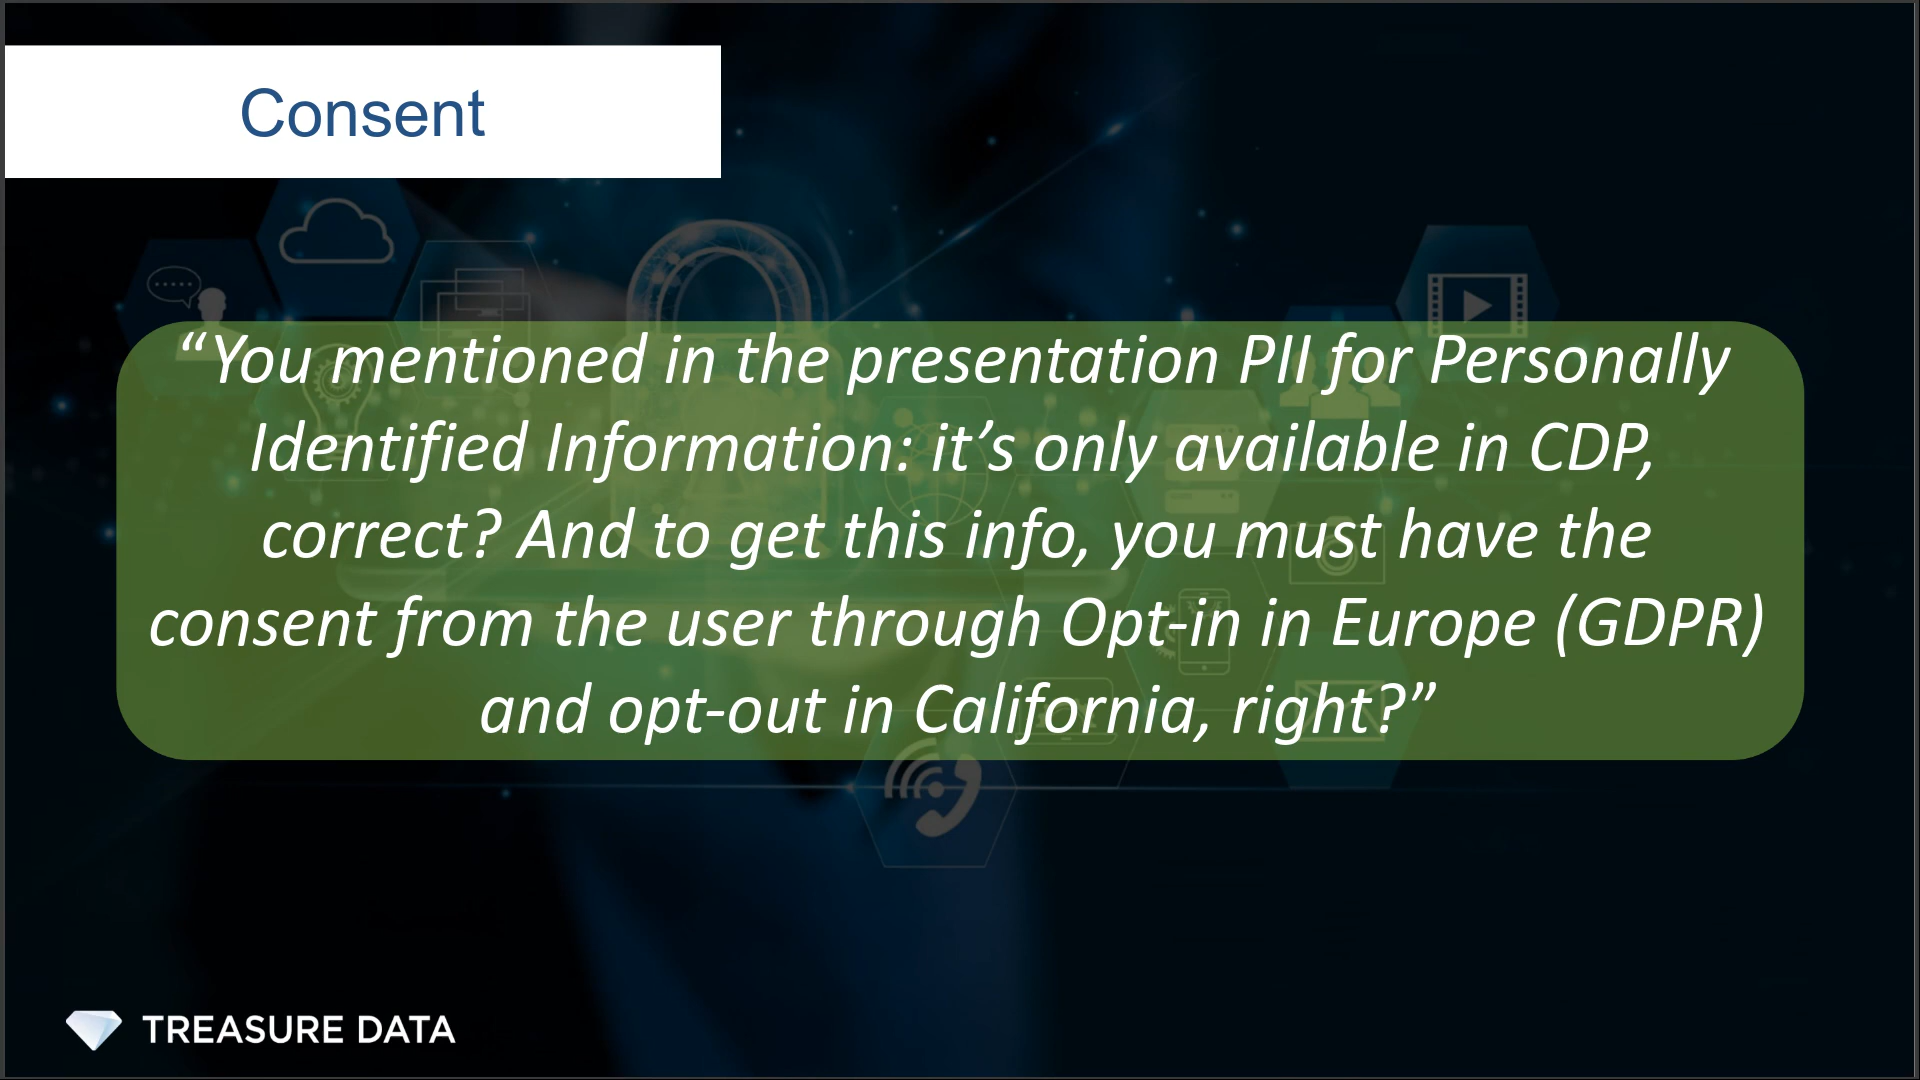 Consent
“You mentioned in the presentation PII for Personally
Identified Information: it’s only available in CDP,
correct? And to get this info, you must have the
consent from the user through Opt-in in Europe (GDPR)
and opt-out in California, right?”
TREASURE DATA